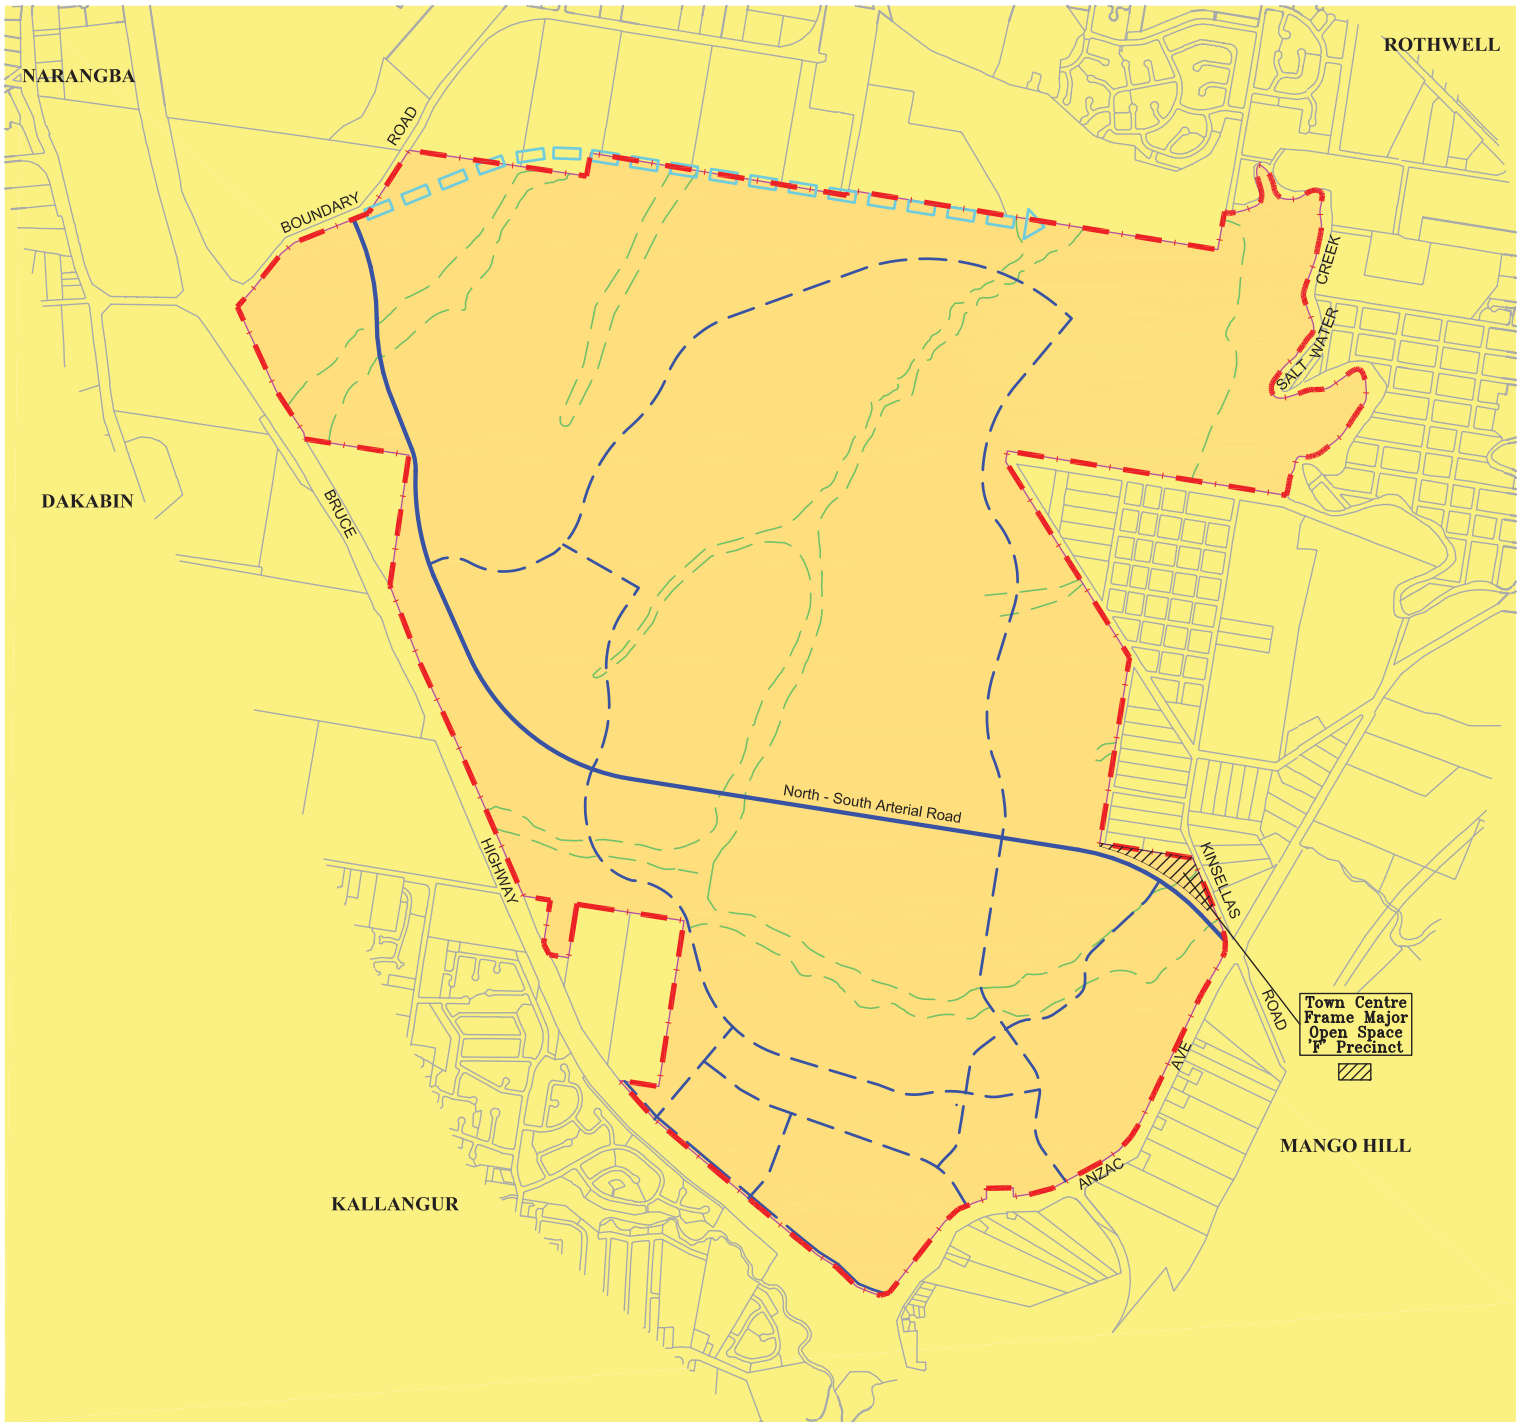 ROTHWELL
NARANGBA
ROAD
BOUNDARY
CREEK
SALT WATER
DAKABIN
BRUCE
North - South Arterial Road
HIGHWAY
KINSELLAS
ROAD
Town Centre
Frame Major
Open Space
'F' Precinct
AVE
ANZAC
MANGO HILL
KALLANGUR